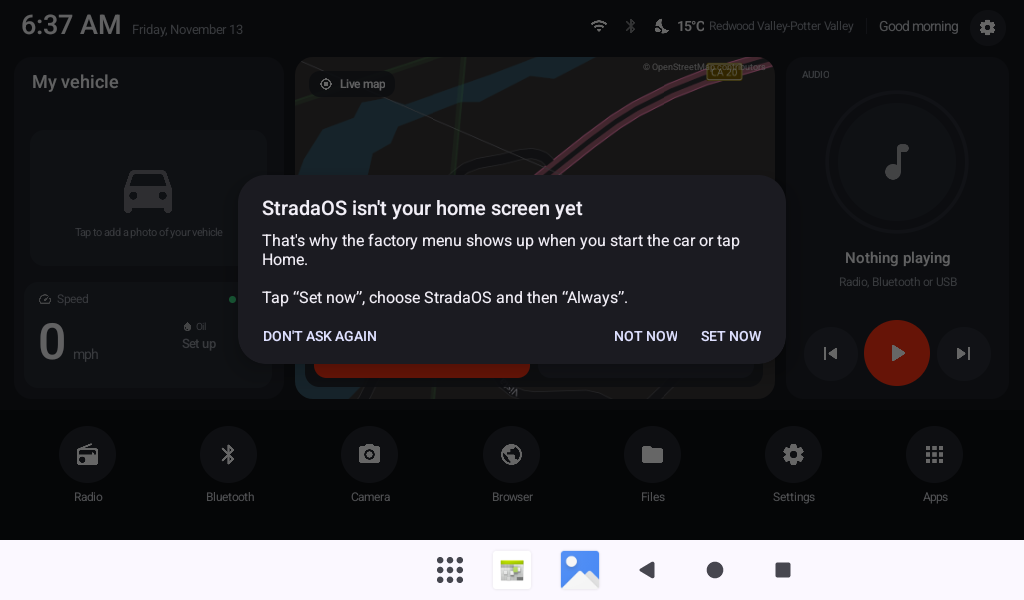 6:37 AM Friday, November 13
15°C Redwood Valley-Potter Valley
Good morning
My vehicle
Live map
© OpenStreetMap contributors
CA 20
AUDIO
Tap to add a photo of your vehicle
StradaOS isn't your home screen yet
That's why the factory menu shows up when you start the car or tap
Home.
Tap “Set now”, choose StradaOS and then “Always”.
DON'T ASK AGAIN
NOT NOW
SET NOW
Speed
0 mph
Oil
Set up
Nothing playing
Radio, Bluetooth or USB
Radio
Bluetooth
Camera
Browser
Files
Settings
Apps